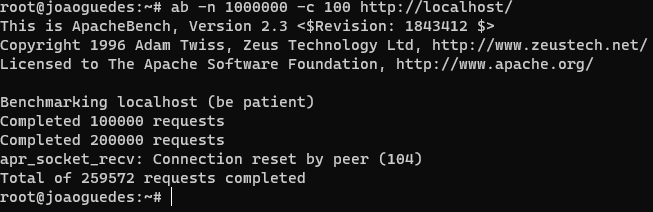 root@joaoguedes:~# ab -n 1000000 -c 100 http://localhost/
This is ApacheBench, Version 2.3 <$Revision: 1843412 $>
Copyright 1996 Adam Twiss, Zeus Technology Ltd, http://www.zeustech.net/
Licensed to The Apache Software Foundation, http://www.apache.org/

Benchmarking localhost (be patient)
Completed 100000 requests
Completed 200000 requests
apr_socket_recv: Connection reset by peer (104)
Total of 259572 requests completed
root@joaoguedes:~#